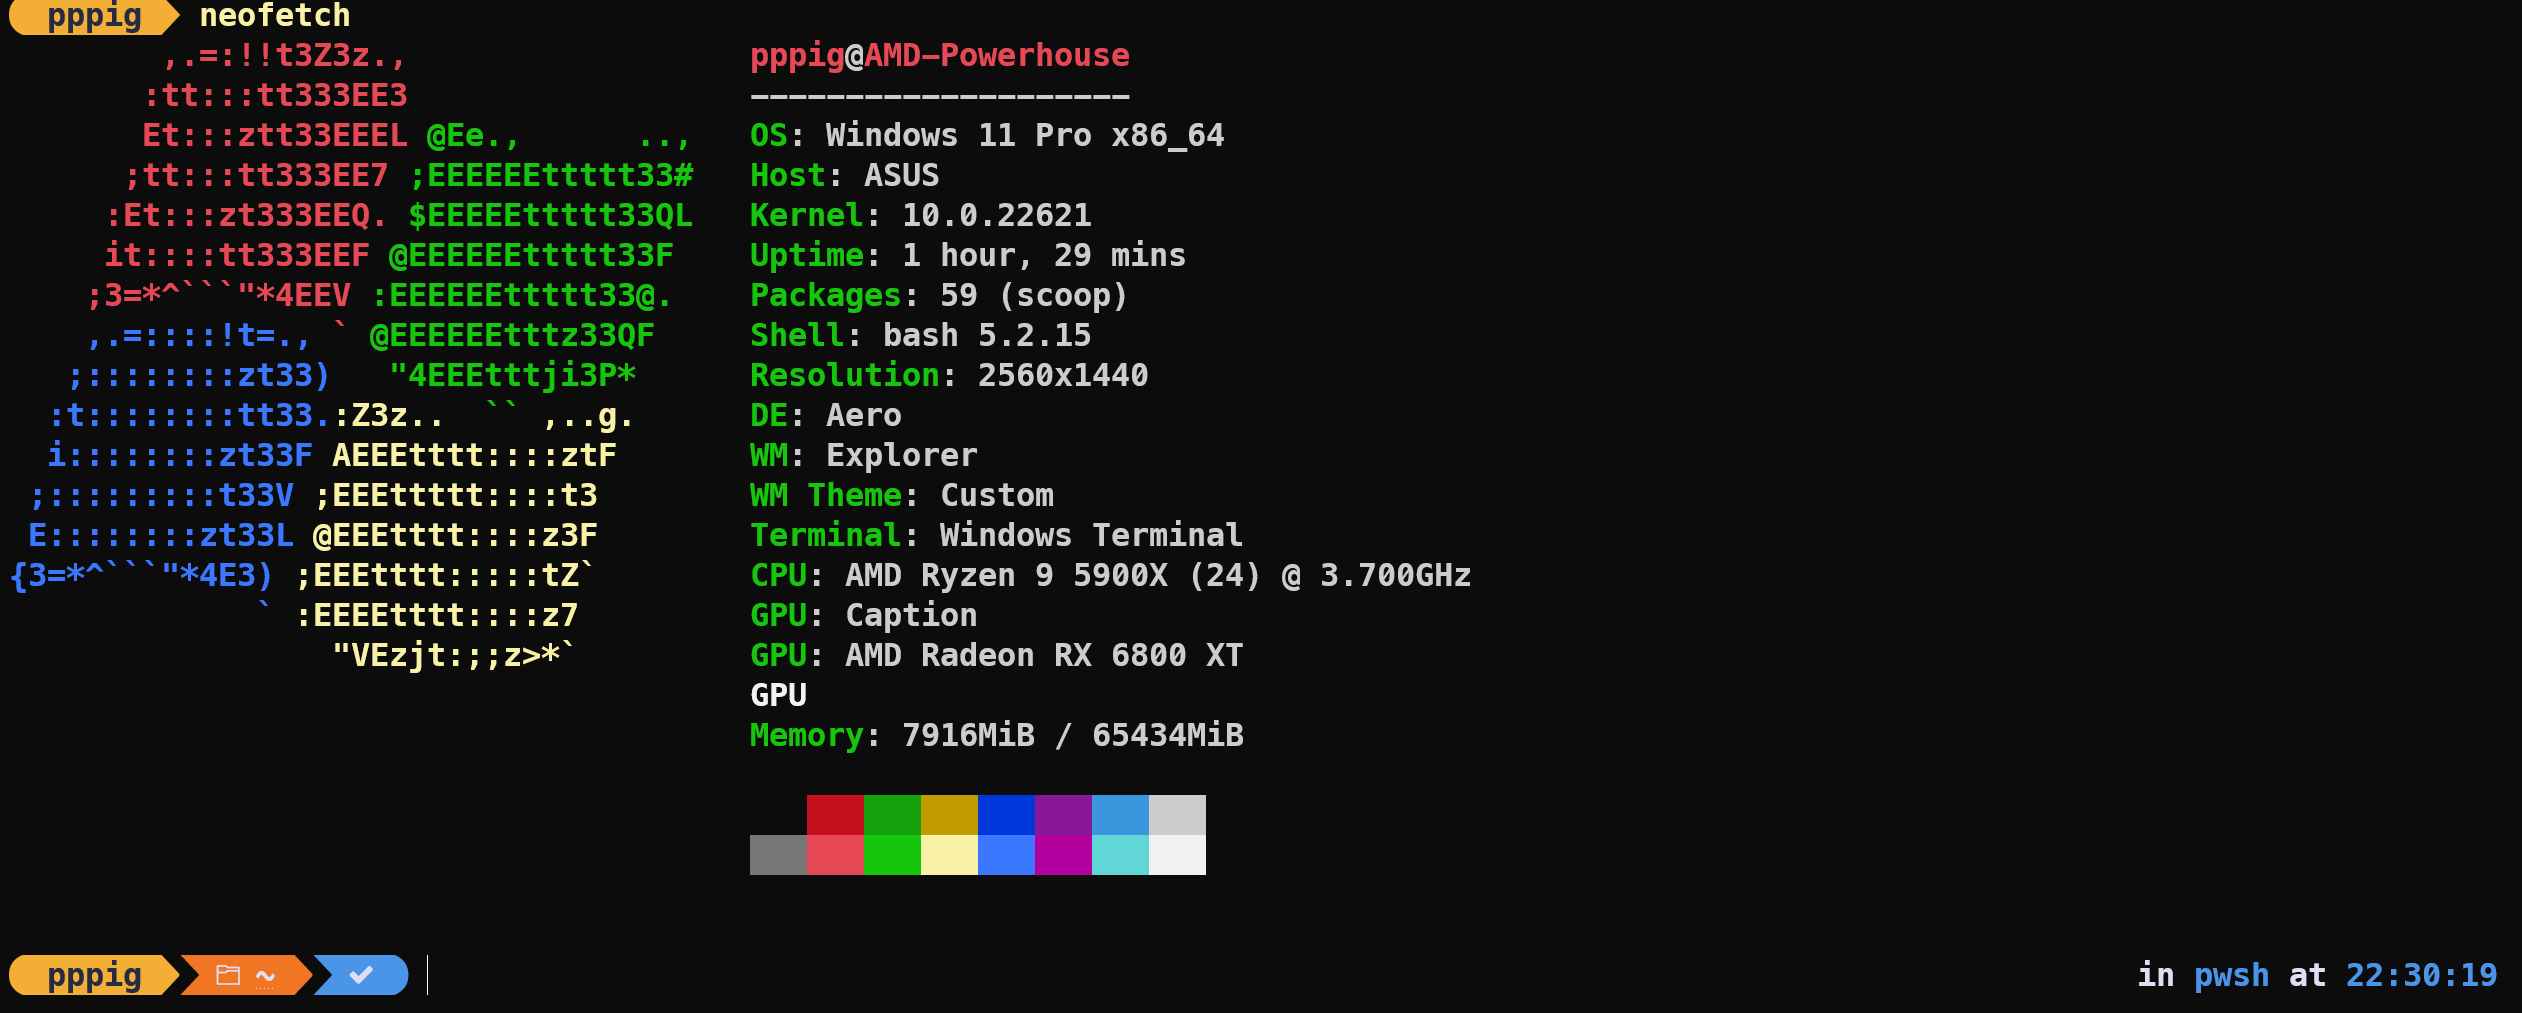 pppig neofetch
        ,.=:!!t3Z3z.,                  pppig@AMD-Powerhouse
       :tt:::tt333EE3                  --------------------
       Et:::ztt33EEEL @Ee.,      ..,   OS: Windows 11 Pro x86_64
      ;tt:::tt333EE7 ;EEEEEEttttt33#   Host: ASUS
     :Et:::zt333EEQ. $EEEEEttttt33QL   Kernel: 10.0.22621
     it::::tt333EEF @EEEEEEttttt33F    Uptime: 1 hour, 29 mins
    ;3=*^```"*4EEV :EEEEEEttttt33@.    Packages: 59 (scoop)
    ,.=::::!t=., ` @EEEEEEtttz33QF     Shell: bash 5.2.15
   ;::::::::zt33)   "4EEEtttji3P*      Resolution: 2560x1440
  :t::::::::tt33.:Z3z..  `` ,..g.      DE: Aero
  i::::::::zt33F AEEEtttt::::ztF       WM: Explorer
 ;:::::::::t33V ;EEEttttt::::t3        WM Theme: Custom
 E::::::::zt33L @EEEtttt::::z3F        Terminal: Windows Terminal
{3=*^```"*4E3) ;EEEtttt:::::tZ`        CPU: AMD Ryzen 9 5900X (24) @ 3.700GHz
             ` :EEEEtttt::::z7         GPU: Caption
                 "VEzjt:;;z>*`         GPU: AMD Radeon RX 6800 XT
GPU
Memory: 7916MiB / 65434MiB
pppig ~ in pwsh at 22:30:19